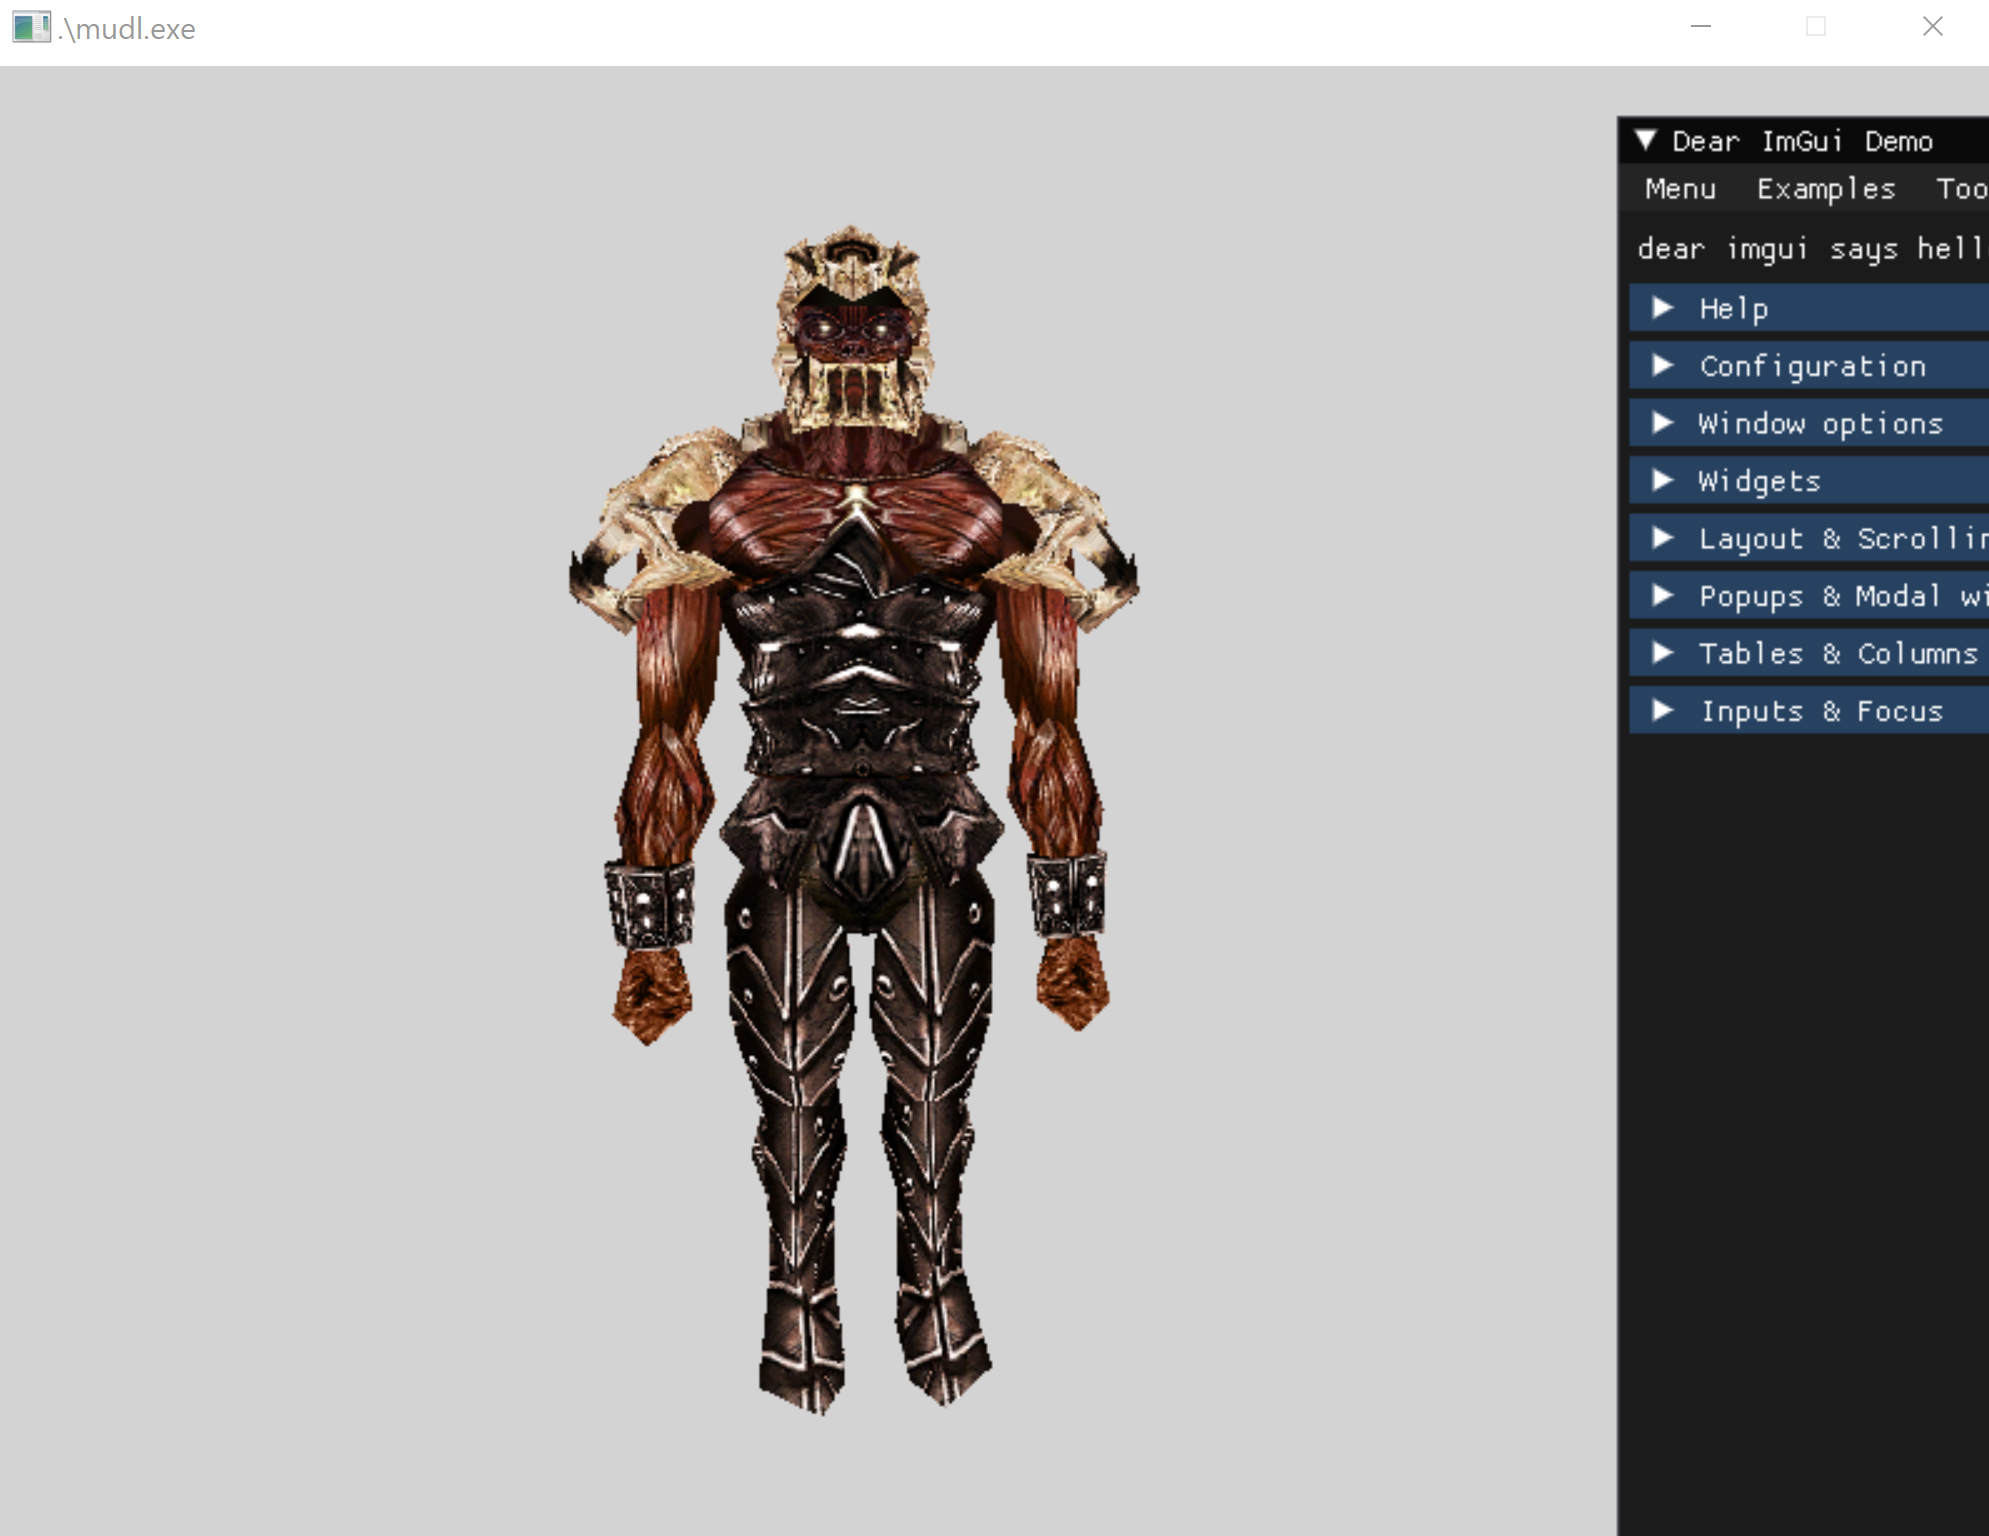 .\mudl.exe
Dear ImGui Demo
Menu Examples Too
dear imgui says hell
Help
Configuration
Window options
Widgets
Layout & Scrollin
Popups & Modal wi
Tables & Columns
Inputs & Focus